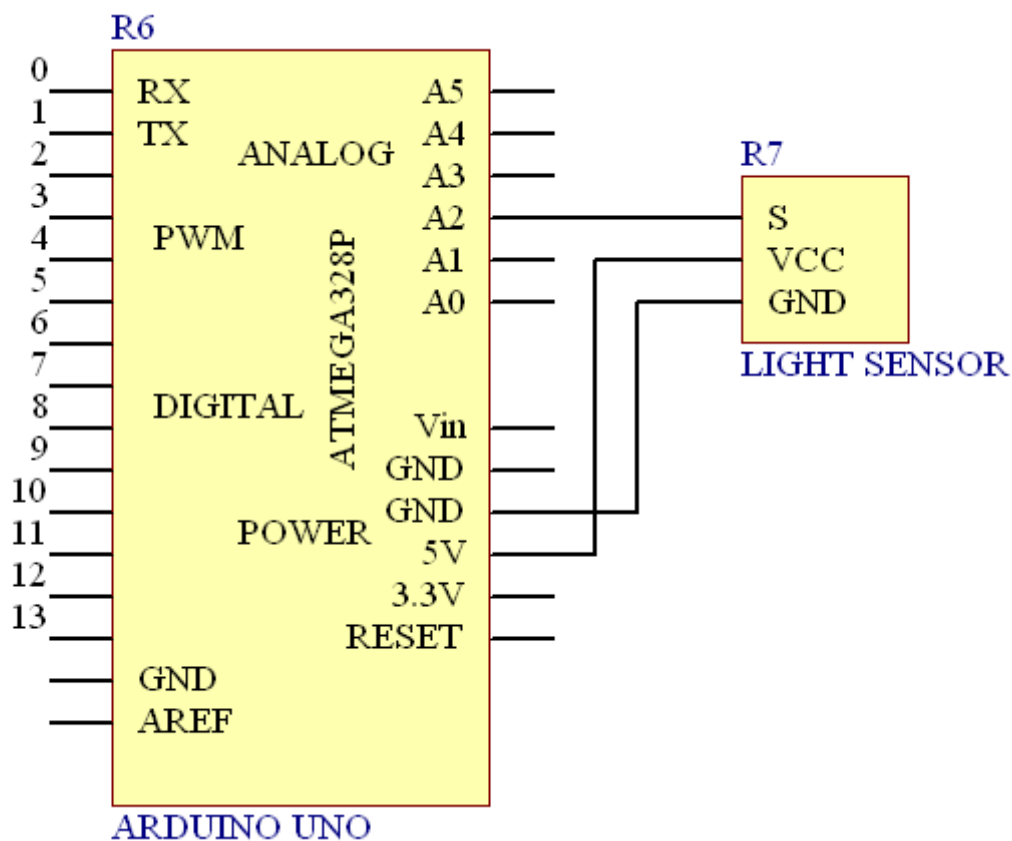 R6
0
1
2
3
4
5
6
7
8
9
10
11
12
13
RX
TX
PWM
DIGITAL
GND
AREF
ANALOG
ATMEGA328P
POWER
A5
A4
A3
A2
A1
A0
Vin
GND
GND
5V
3.3V
RESET
ARDUINO UNO
R7
S
VCC
GND
LIGHT SENSOR